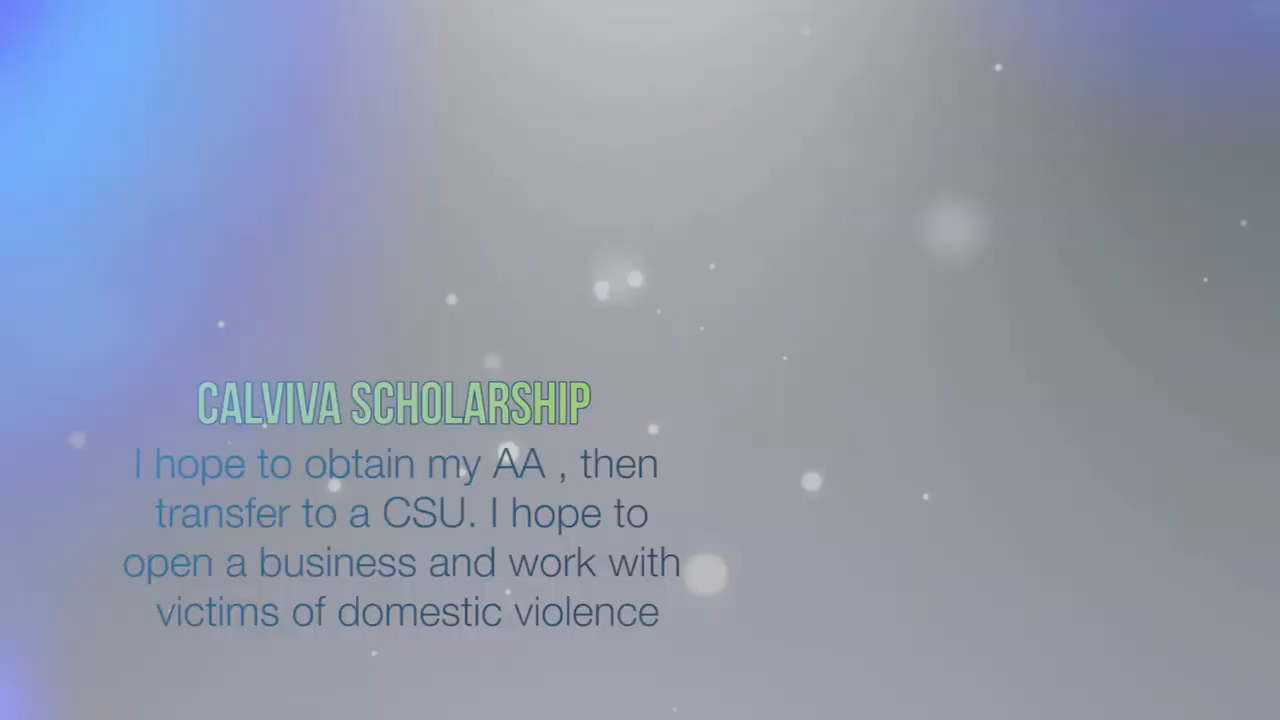 CALVIVA SCHOLARSHIP
I hope to obtain my AA , then
transfer to a CSU. I hope to
open a business and work with
victims of domestic violence